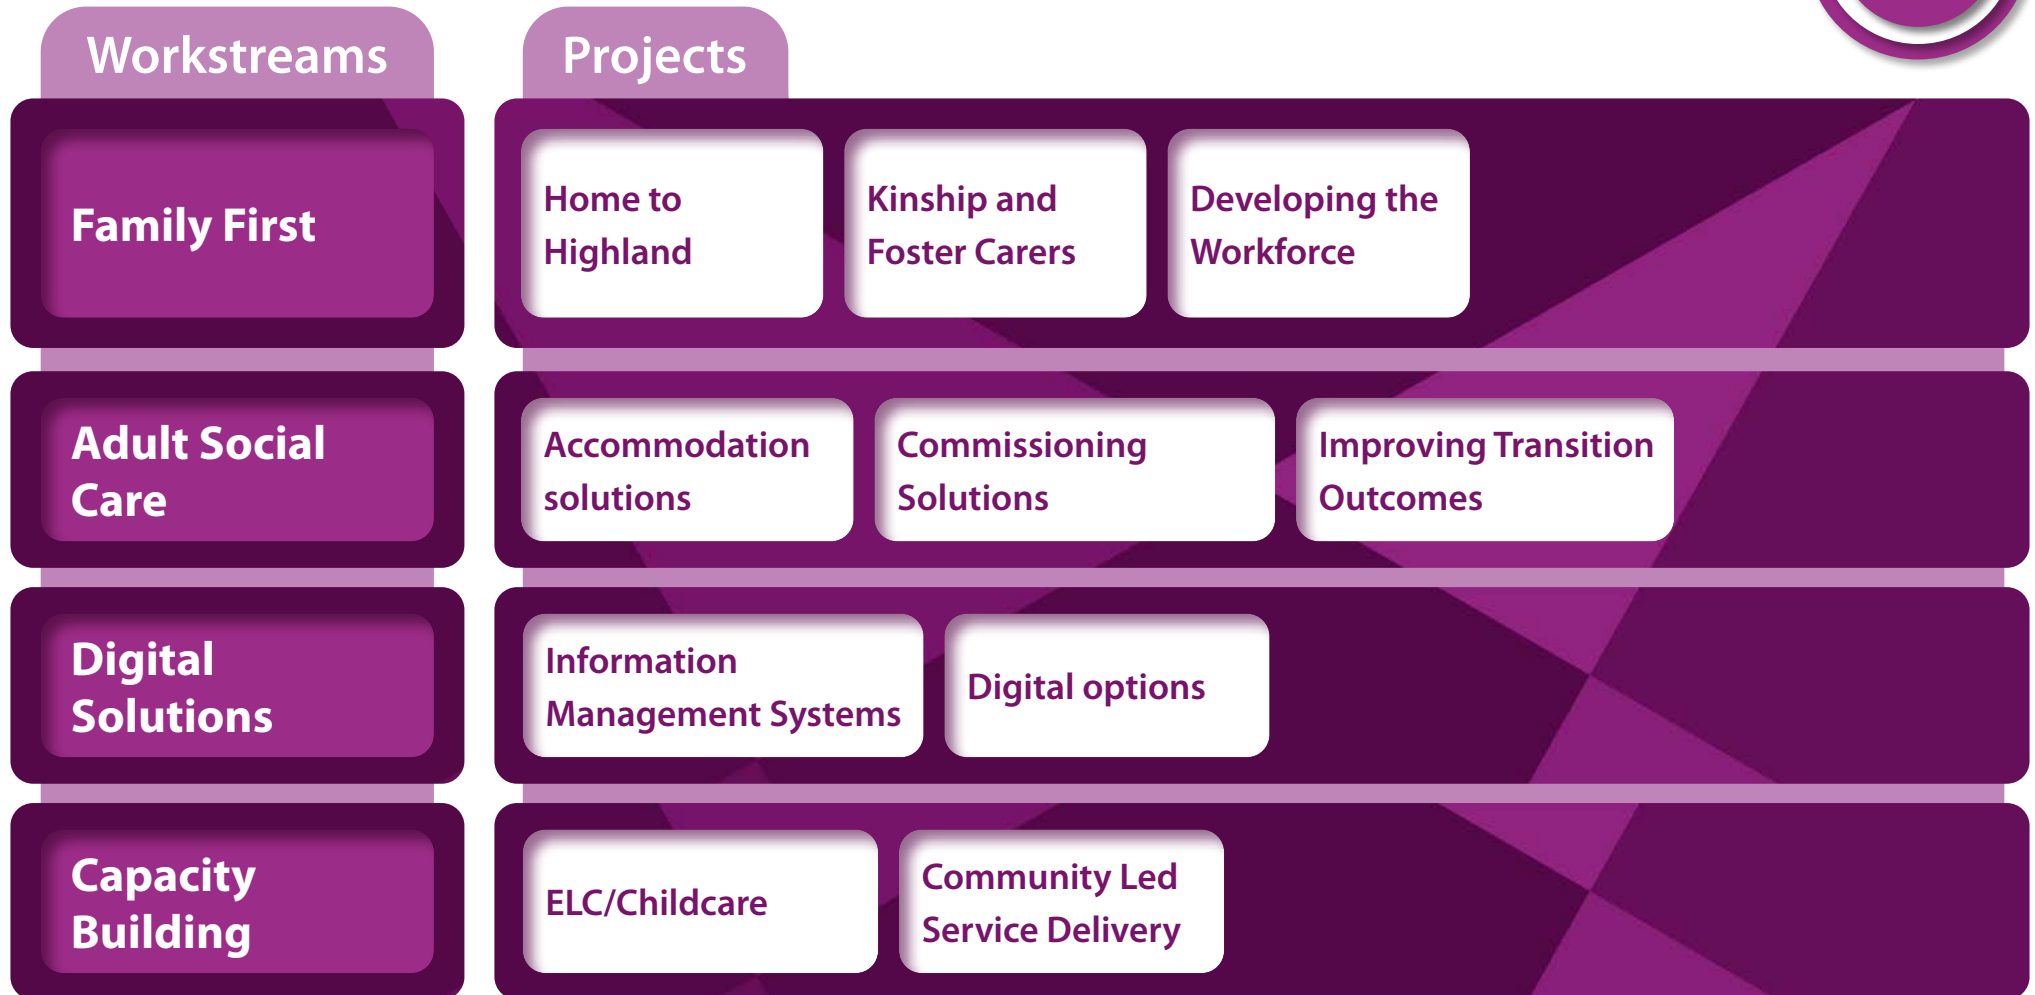 Workstreams
Projects
Family First
Home to
Highland
Kinship and
Foster Carers
Developing the
Workforce
Adult Social
Care
Accommodation
solutions
Commissioning
Solutions
Improving Transition
Outcomes
Digital
Solutions
Information
Management Systems
Digital options
Capacity
Building
ELC/Childcare
Community Led
Service Delivery